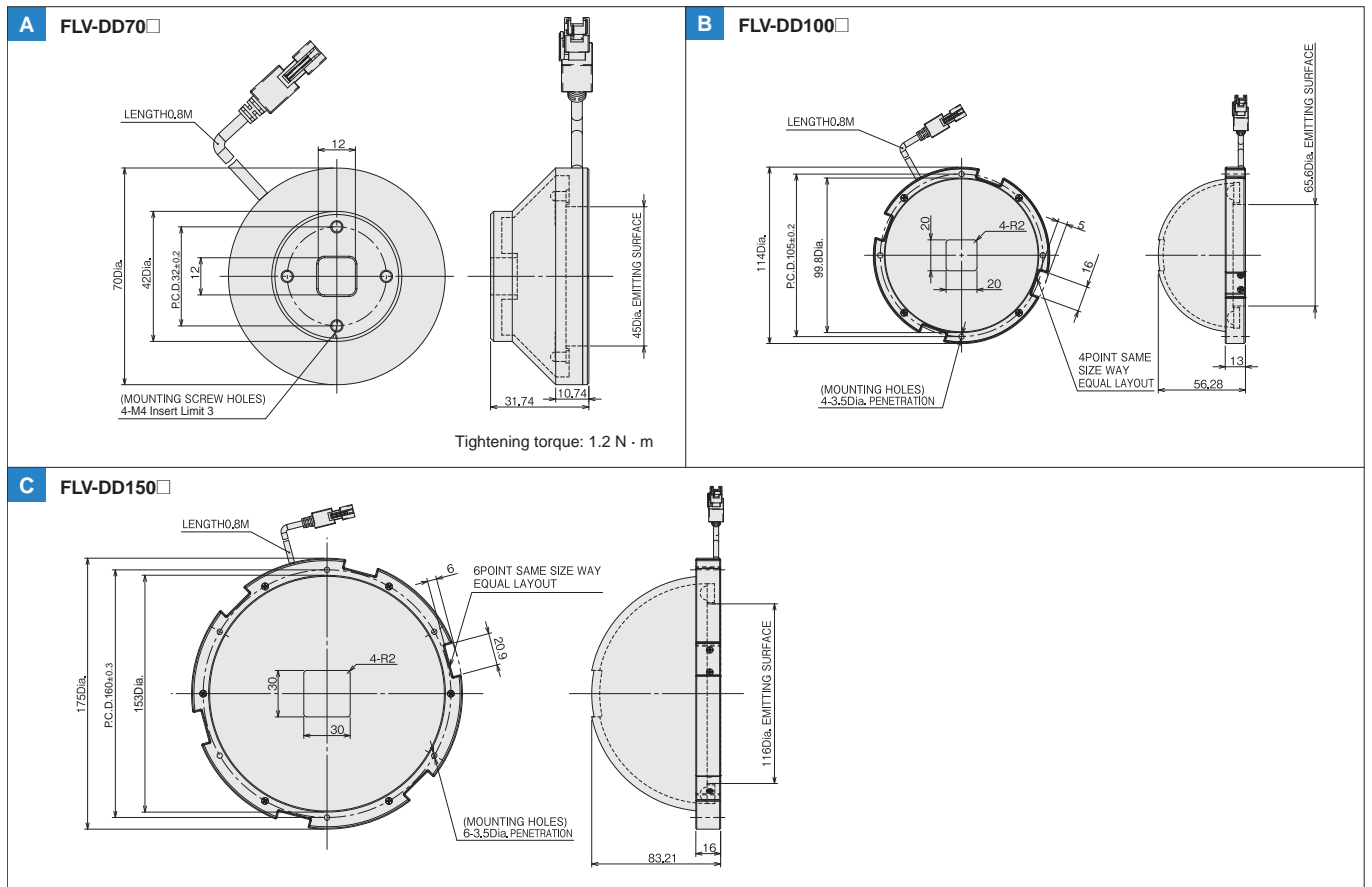 A FLV-DD70□
LENGTH0.8M
12
70Dia.
42Dia.
P.C.D.32±0.2
12
45Dia. EMITTING SURFACE
(MOUNTING SCREW HOLES)
4-M4 Insert Limit 3
10.74
31.74
Tightening torque: 1.2 N · m
B FLV-DD100□
LENGTH0.8M
65.6Dia. EMITTING SURFACE
114Dia.
P.C.D.105±0.2
99.8Dia.
20
4-R2
20
5
16
4POINT SAME
SIZE WAY
EQUAL LAYOUT
(MOUNTING HOLES)
4-3.5Dia. PENETRATION
13
56.28
C FLV-DD150□
LENGTH0.8M
6
6POINT SAME SIZE WAY
EQUAL LAYOUT
20.9
175Dia.
P.C.D.160±0.3
153Dia.
30
4-R2
30
116Dia. EMITTING SURFACE
(MOUNTING HOLES)
6-3.5Dia. PENETRATION
16
83.21